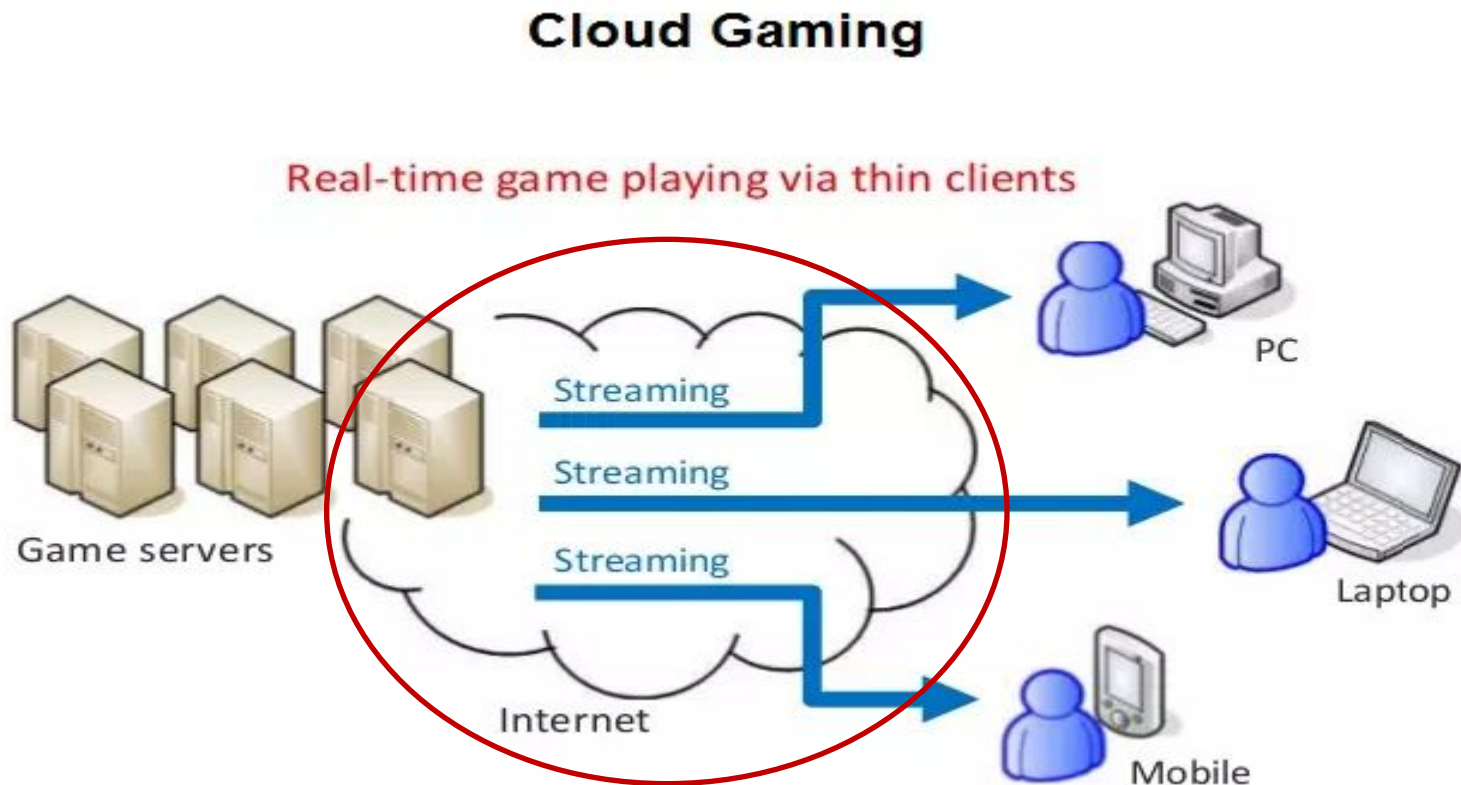 Cloud Gaming
Real-time game playing via thin clients
PC
Streaming
Streaming
Game servers
Streaming
Laptop
Internet
Mobile